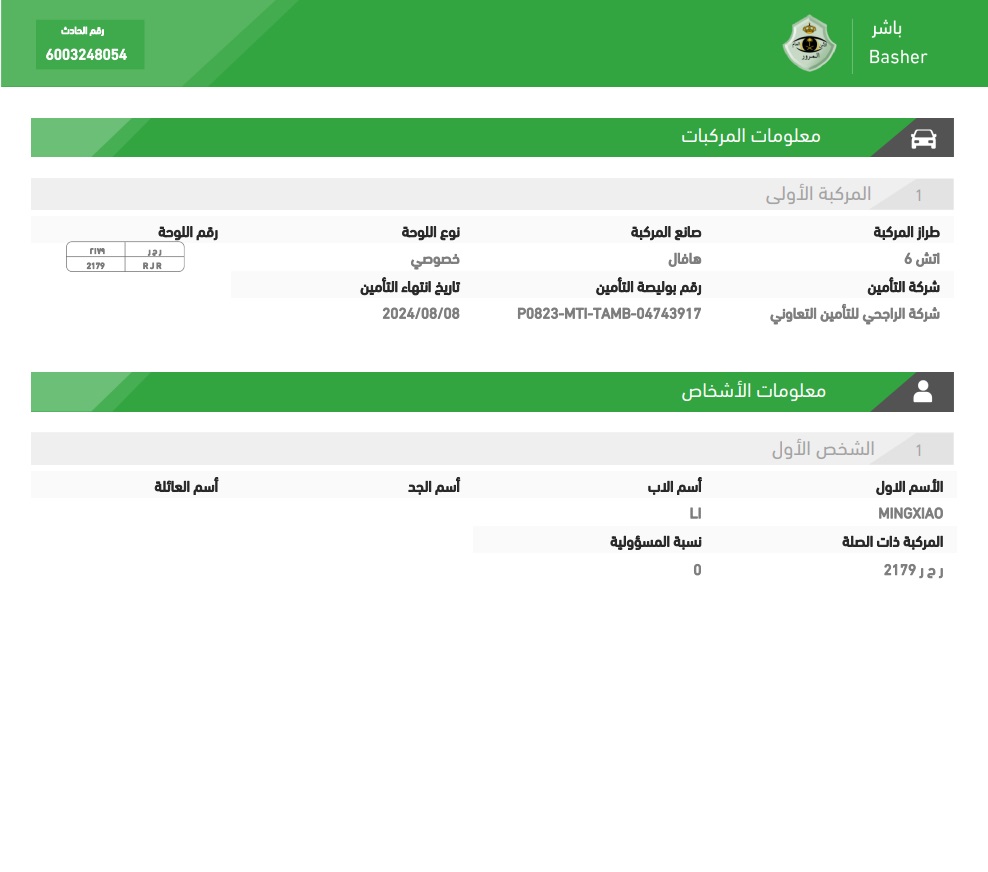 باشر
Basher
رقم الحادث
6003248054
معلومات المركبات
1 المركبة الأولى
طراز المركبة صانع المركبة نوع اللوحة رقم اللوحة
اتش 6 هافال خصوصي
ر ج ر ٢١٧٩
2179 R J R
شركة التأمين رقم بوليصة التأمين تاريخ انتهاء التأمين
شركة الراجحي للتأمين التعاوني P0823-MTI-TAMB-04743917 2024/08/08
معلومات الأشخاص
1 الشخص الأول
الأسم الاول أسم الاب أسم الجد أسم العائلة
MINGXIAO LI
المركبة ذات الصلة نسبة المسؤولية
ر ج ر 2179 0